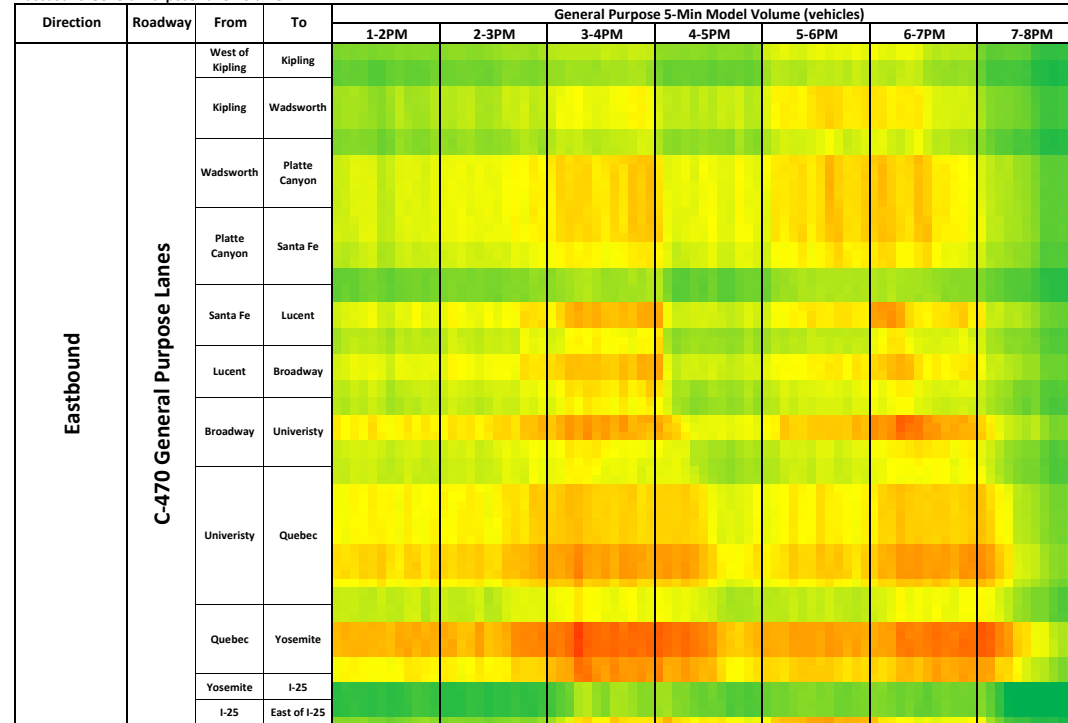 Direction Roadway From To General Purpose 5-Min Model Volume (vehicles)
1-2PM 2-3PM 3-4PM 4-5PM 5-6PM 6-7PM 7-8PM
Eastbound
C-470 General Purpose Lanes
West of
Kipling
Kipling
Kipling Wadsworth
Wadsworth
Platte
Canyon
Platte
Canyon
Santa Fe
Santa Fe Lucent
Lucent Broadway
Broadway Univeristy
Univeristy Quebec
Quebec Yosemite
Yosemite I-25
I-25 East of I-25